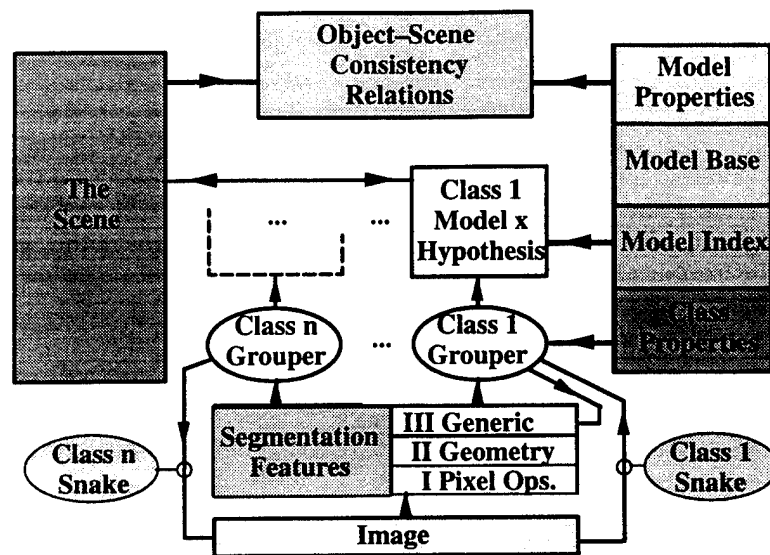 Object–Scene
Consistency
Relations
Model
Properties
Model Base
Model Index
Class
Properties
The
Scene
Class 1
Model x
Hypothesis
...
...
Class n
Grouper
...
Class 1
Grouper
Segmentation
Features
III Generic
II Geometry
I Pixel Ops.
Class n
Snake
Class 1
Snake
Image